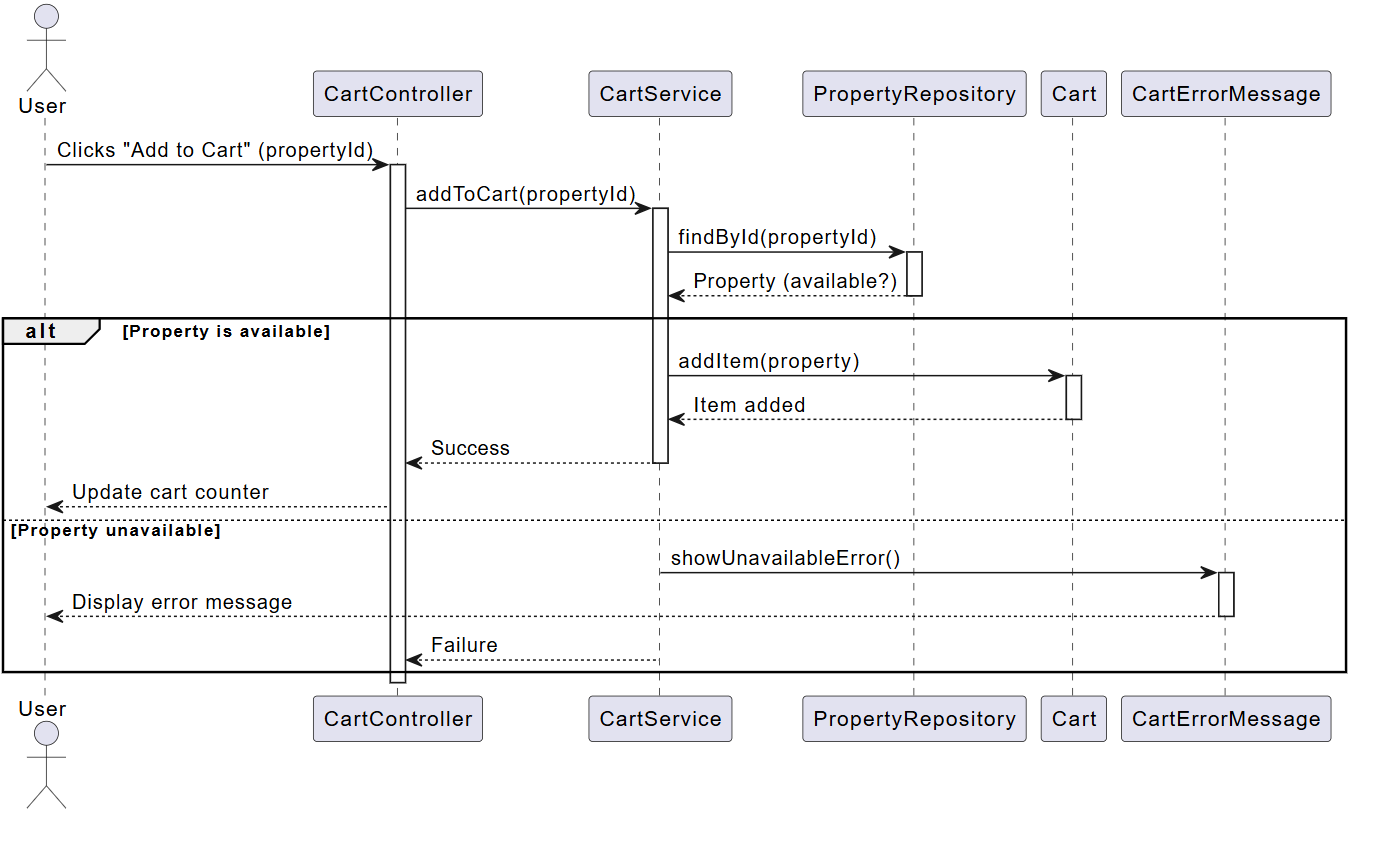 User
CartController
CartService
PropertyRepository
Cart
CartErrorMessage
Clicks "Add to Cart" (propertyId)
addToCart(propertyId)
findById(propertyId)
Property (available?)
alt
[Property is available]
addItem(property)
Item added
Success
Update cart counter
[Property unavailable]
showUnavailableError()
Display error message
Failure
User
CartController
CartService
PropertyRepository
Cart
CartErrorMessage